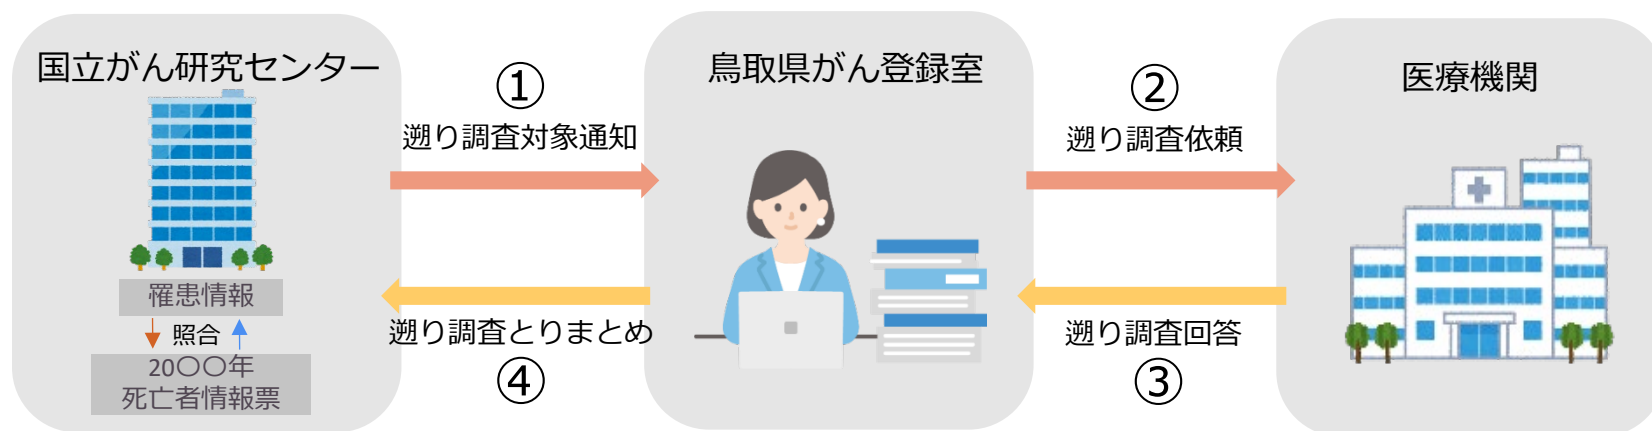 国立がん研究センター
罹患情報
照合
20〇〇年
死亡者情報票
①
遡り調査対象通知
遡り調査とりまとめ
④
鳥取県がん登録室
②
遡り調査依頼
遡り調査回答
③
医療機関